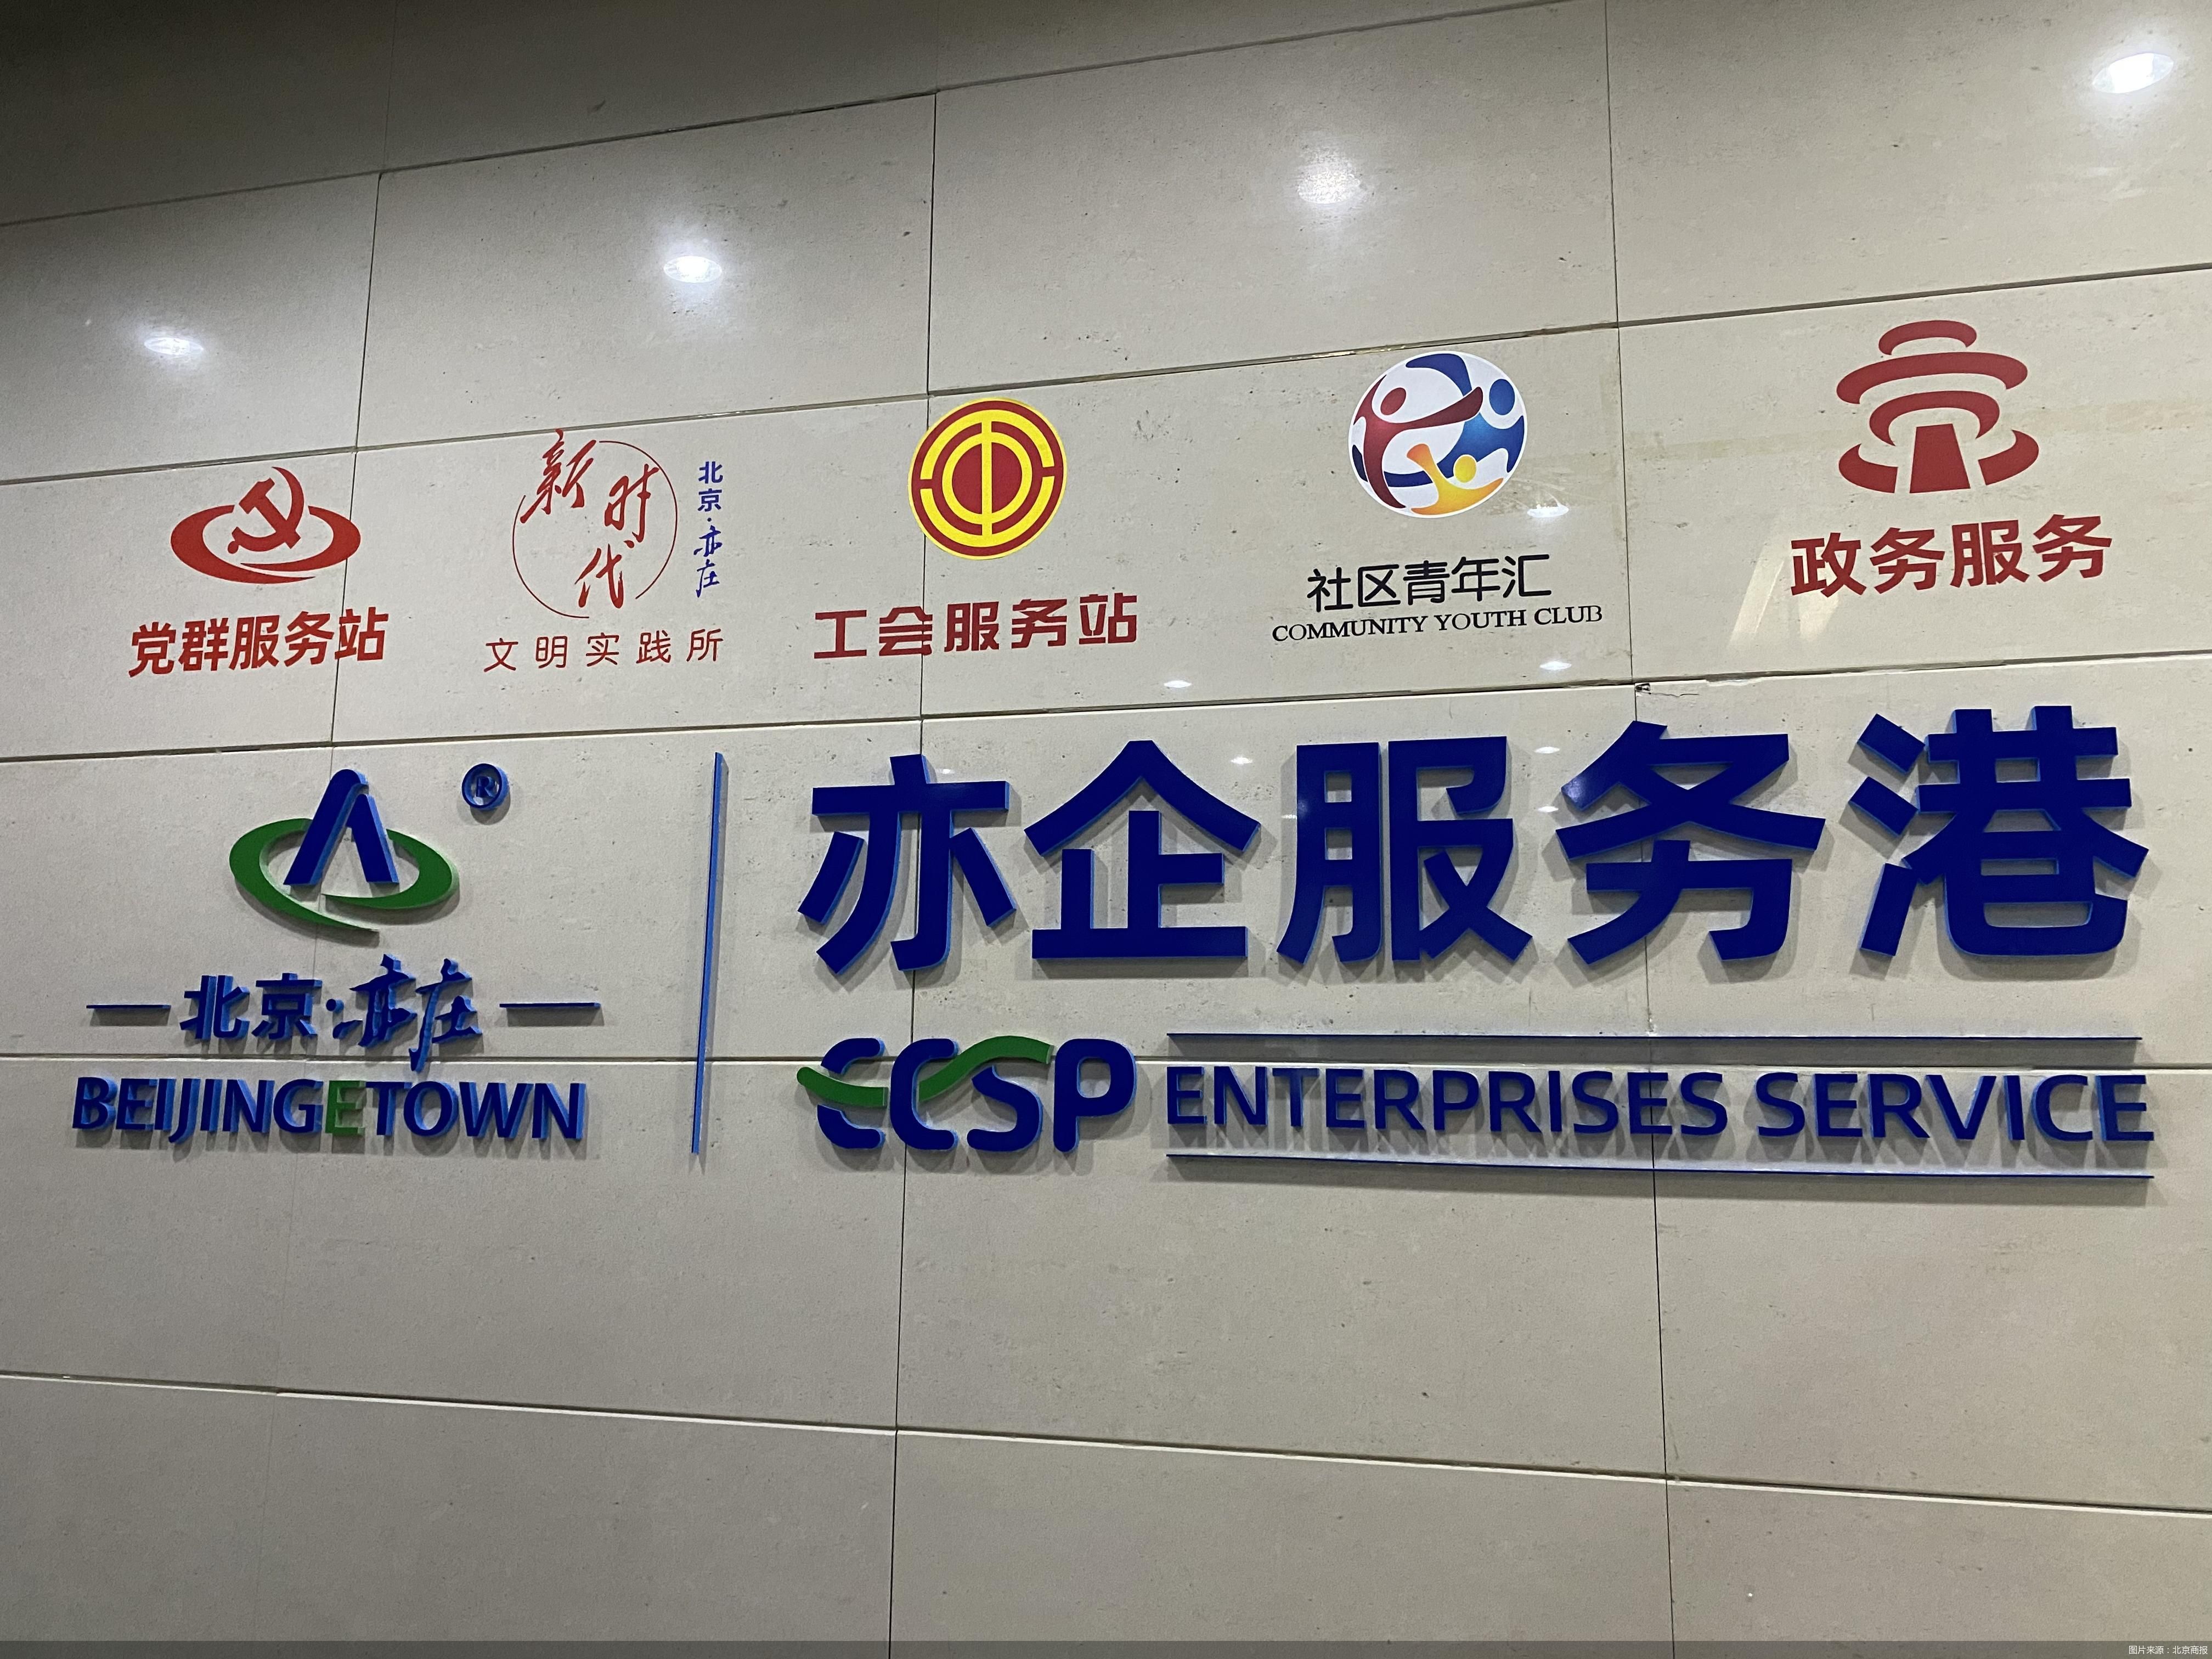 党群服务站
新时代
北京·亦庄
文明实践所
工会服务站
社区青年汇
COMMUNITY YOUTH CLUB
政务服务
®
北京·亦庄
BEIJINGETOWN
亦企服务港
ECSP ENTERPRISES SERVICE
图片来源：北京商报